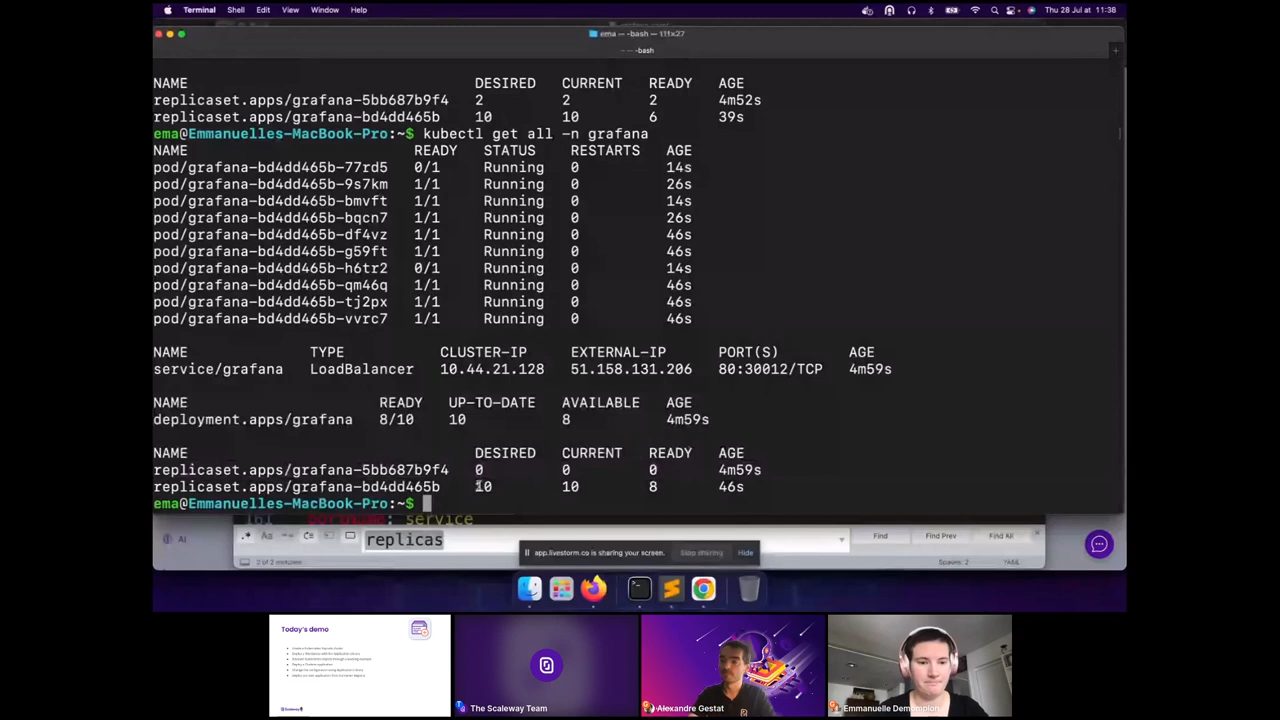 Terminal Shell Edit View Window Help Thu 28 Jul at 11:38
ema — -bash — 111×27
— -bash
NAME DESIRED CURRENT READY AGE
replicaset.apps/grafana-5bb687b9f4 2 2 2 4m52s
replicaset.apps/grafana-bd4dd465b 10 10 6 39s
ema@Emmanuelles-MacBook-Pro:~$ kubectl get all -n grafana
NAME READY STATUS RESTARTS AGE
pod/grafana-bd4dd465b-77rd5 0/1 Running 0 14s
pod/grafana-bd4dd465b-9s7km 1/1 Running 0 26s
pod/grafana-bd4dd465b-bmvft 1/1 Running 0 14s
pod/grafana-bd4dd465b-bqcn7 1/1 Running 0 26s
pod/grafana-bd4dd465b-df4vz 1/1 Running 0 46s
pod/grafana-bd4dd465b-g59ft 1/1 Running 0 46s
pod/grafana-bd4dd465b-h6tr2 0/1 Running 0 14s
pod/grafana-bd4dd465b-qm46q 1/1 Running 0 46s
pod/grafana-bd4dd465b-tj2px 1/1 Running 0 46s
pod/grafana-bd4dd465b-vvrc7 1/1 Running 0 46s
NAME TYPE CLUSTER-IP EXTERNAL-IP PORT(S) AGE
service/grafana LoadBalancer 10.44.21.128 51.158.131.206 80:30012/TCP 4m59s
NAME READY UP-TO-DATE AVAILABLE AGE
deployment.apps/grafana 8/10 10 8 4m59s
NAME DESIRED CURRENT READY AGE
replicaset.apps/grafana-5bb687b9f4 0 0 0 4m59s
replicaset.apps/grafana-bd4dd465b 10 10 8 46s
ema@Emmanuelles-MacBook-Pro:~$
service
replicas Find Find Prev Find All
app.livestorm.co is sharing your screen. Stop sharing Hide
Spaces: 2 YAML
Today's demo
Scaleway
The Scaleway Team
Alexandre Gestat
Emmanuelle Demompion